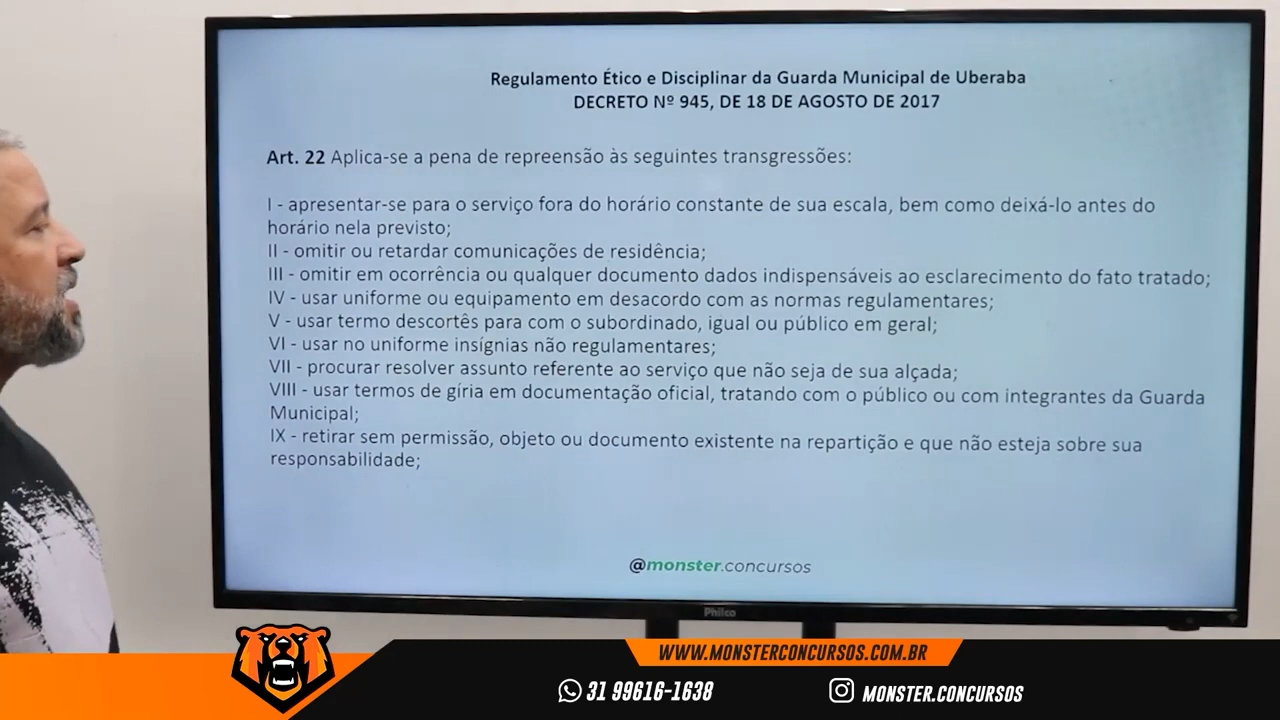 Regulamento Ético e Disciplinar da Guarda Municipal de Uberaba
DECRETO Nº 945, DE 18 DE AGOSTO DE 2017
Art. 22 Aplica-se a pena de repreensão às seguintes transgressões:
I - apresentar-se para o serviço fora do horário constante de sua escala, bem como deixá-lo antes do
horário nela previsto;
II - omitir ou retardar comunicações de residência;
III - omitir em ocorrência ou qualquer documento dados indispensáveis ao esclarecimento do fato tratado;
IV - usar uniforme ou equipamento em desacordo com as normas regulamentares;
V - usar termo descortês para com o subordinado, igual ou público em geral;
VI - usar no uniforme insígnias não regulamentares;
VII - procurar resolver assunto referente ao serviço que não seja de sua alçada;
VIII - usar termos de gíria em documentação oficial, tratando com o público ou com integrantes da Guarda
Municipal;
IX - retirar sem permissão, objeto ou documento existente na repartição e que não esteja sobre sua
responsabilidade;
@monster.concursos
Philco
WWW.MONSTERCONCURSOS.COM.BR
31 99616-1638
MONSTER.CONCURSOS